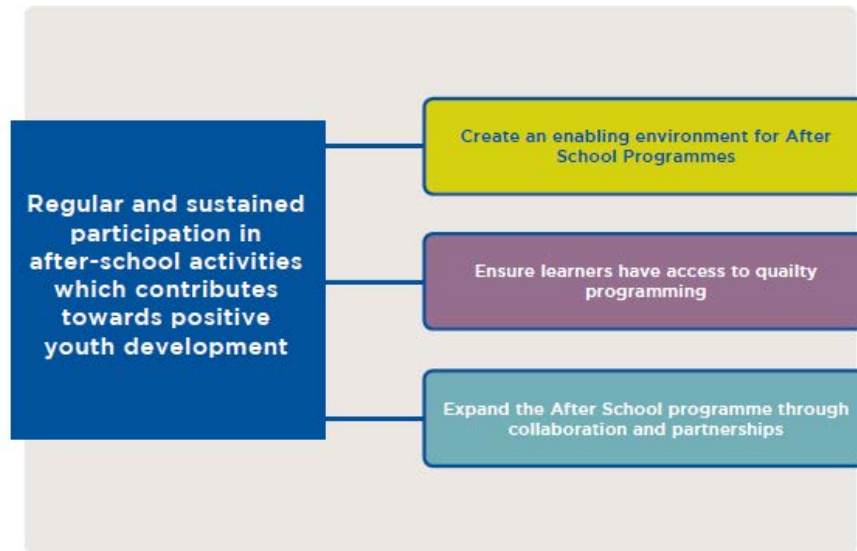 Regular and sustained
participation in
after-school activities
which contributes
towards positive
youth development
Create an enabling environment for After
School Programmes
Ensure learners have access to quailty
programming
Expand the After School programme through
collaboration and partnerships